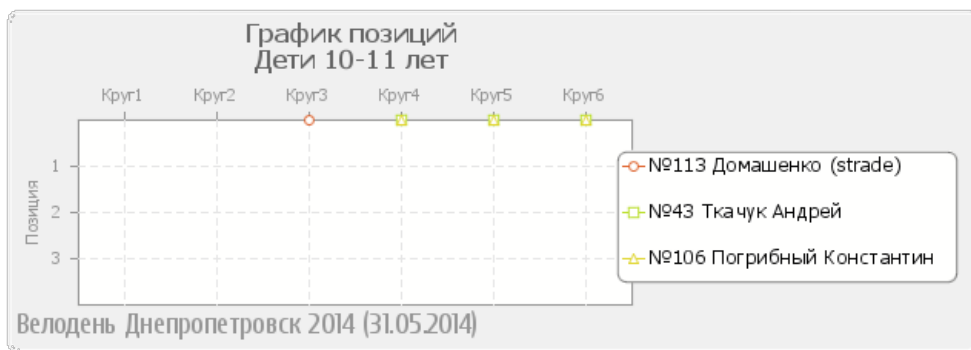 График позиций
Дети 10-11 лет
Круг1 Круг2 Круг3 Круг4 Круг5 Круг6
1
2
3
Позиция
№113 Домашенко (strade)
№43 Ткачук Андрей
№106 Погрибный Константин
Велодень Днепропетровск 2014 (31.05.2014)